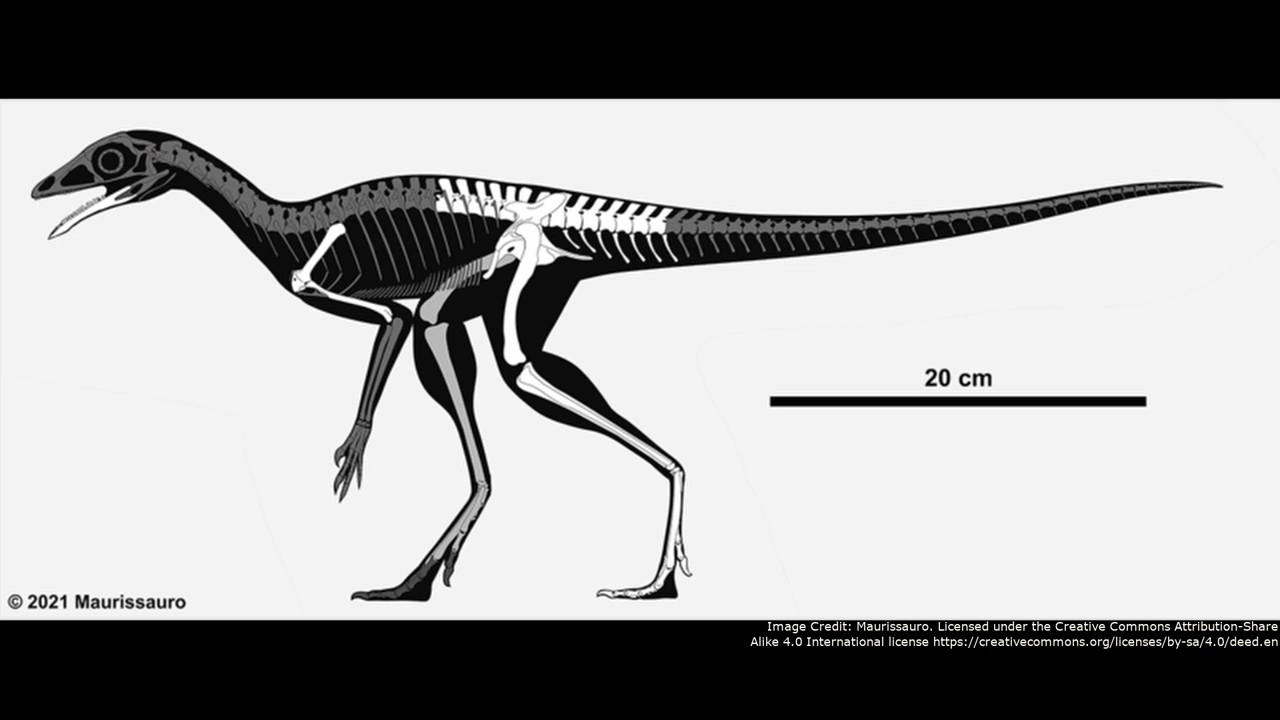 20 cm
© 2021 Maurissauro
Image Credit: Maurissauro. Licensed under the Creative Commons Attribution-Share
Alike 4.0 International license https://creativecommons.org/licenses/by-sa/4.0/deed.en